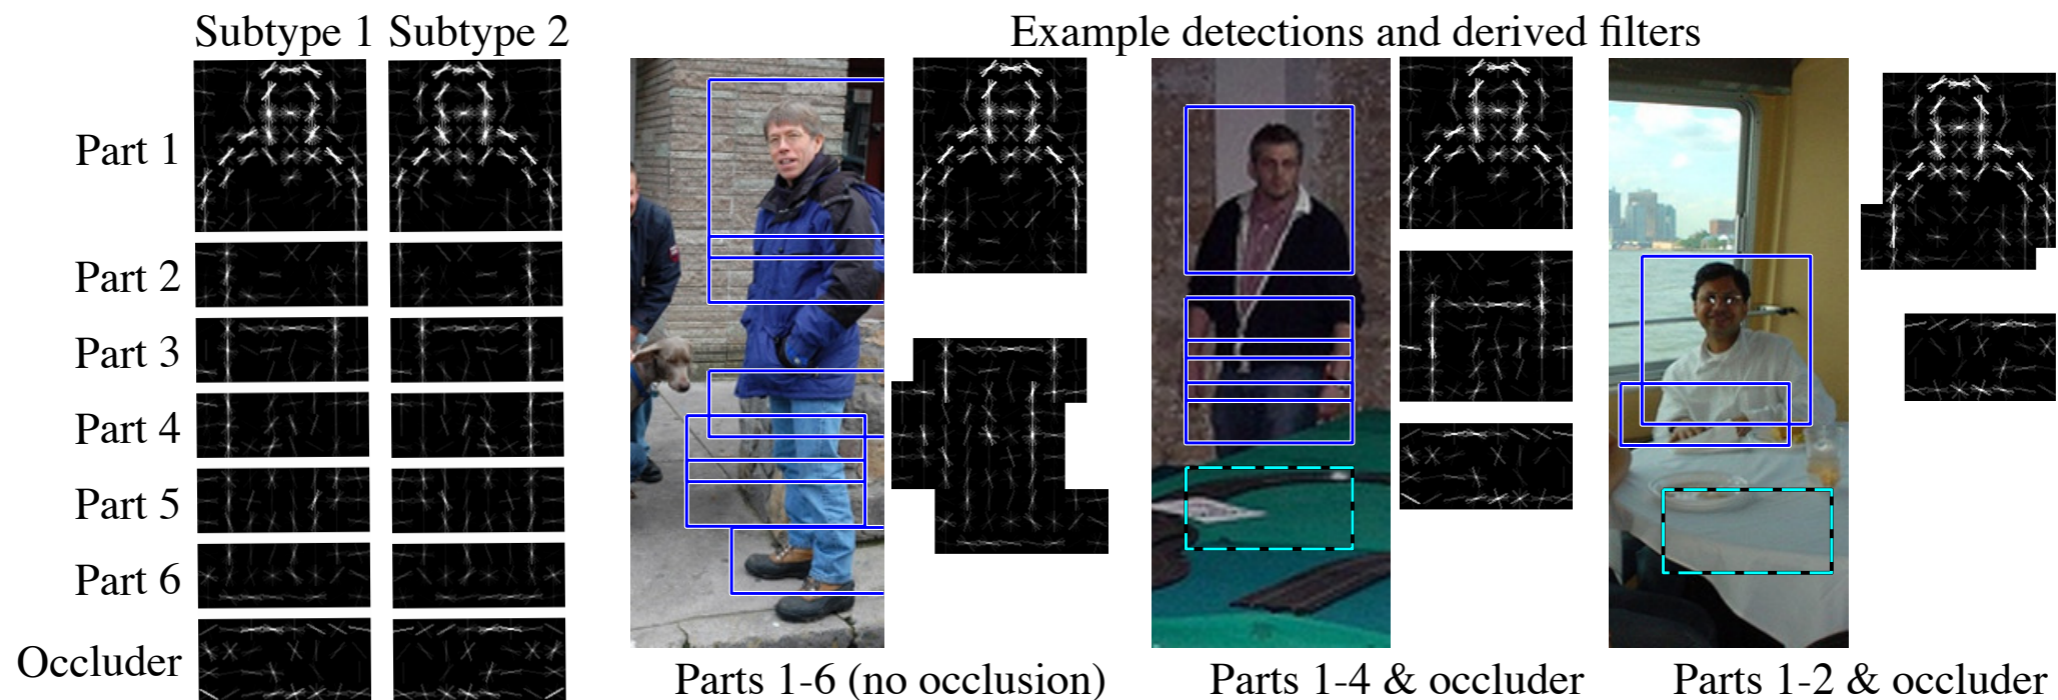 Subtype 1 Subtype 2 Example detections and derived filters
Part 1
Part 2
Part 3
Part 4
Part 5
Part 6
Occluder
Parts 1-6 (no occlusion) Parts 1-4 & occluder Parts 1-2 & occluder